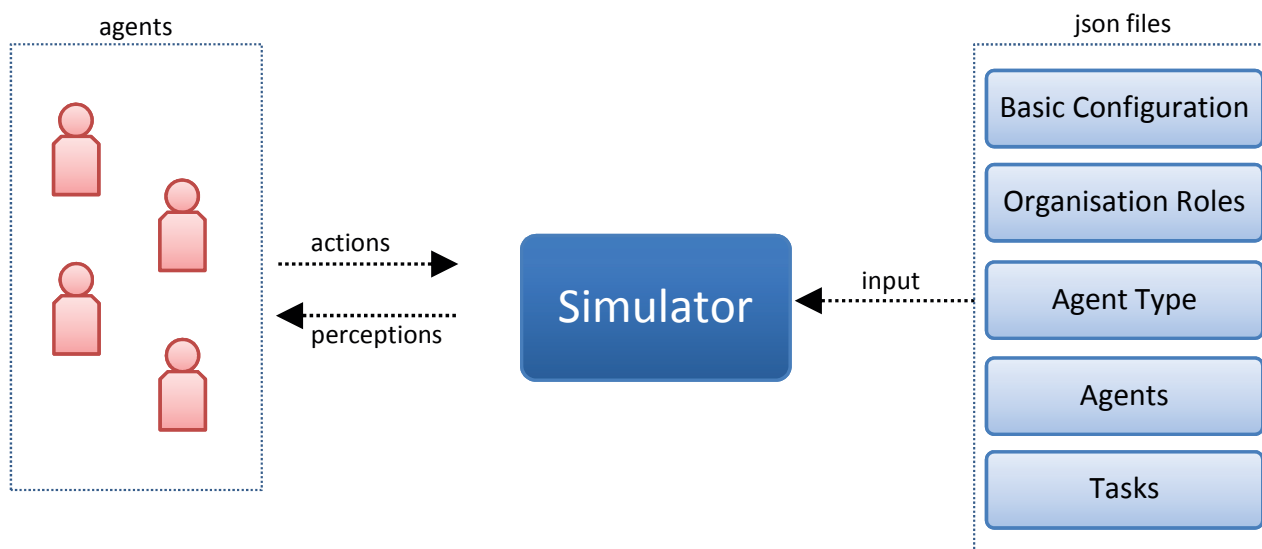 agents
actions
perceptions
Simulator
input
json files
Basic Configuration
Organisation Roles
Agent Type
Agents
Tasks